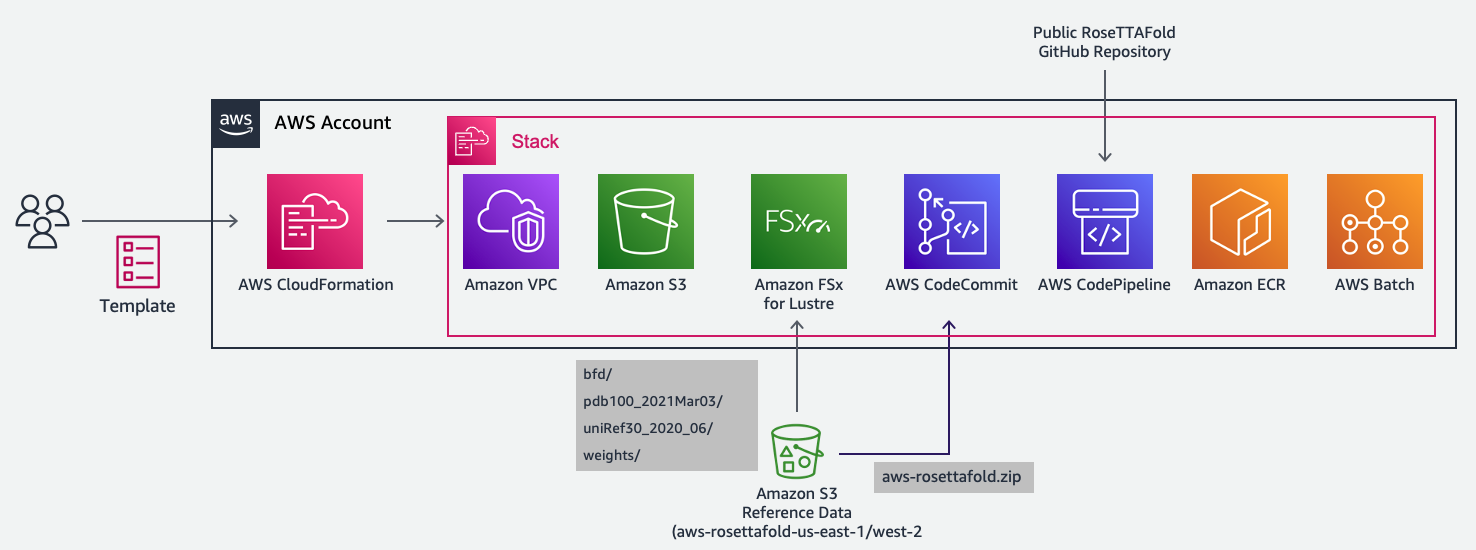 Public RoseTTAFold
GitHub Repository
aws
AWS Account
Stack
FSx
AWS CloudFormation
Amazon VPC
Amazon S3
Amazon FSx
for Lustre
AWS CodeCommit
AWS CodePipeline
Amazon ECR
AWS Batch
Template
bfd/
pdb100_2021Mar03/
uniRef30_2020_06/
weights/
aws-rosettafold.zip
Amazon S3
Reference Data
(aws-rosettafold-us-east-1/west-2